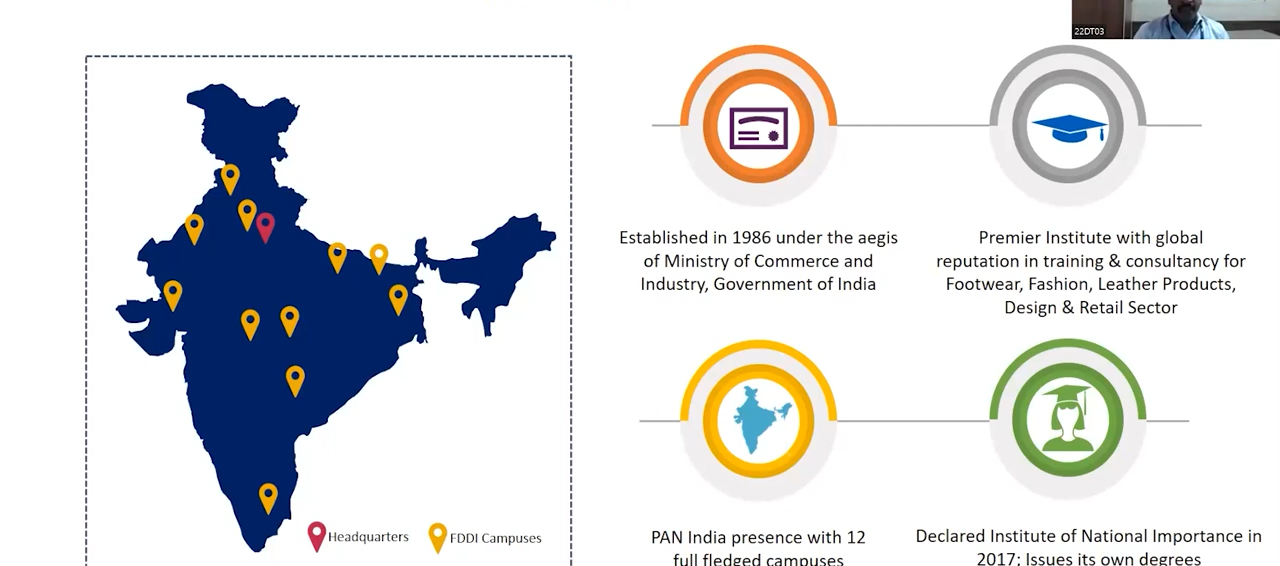 22DT03
Established in 1986 under the aegis
of Ministry of Commerce and
Industry, Government of India
Premier Institute with global
reputation in training & consultancy for
Footwear, Fashion, Leather Products,
Design & Retail Sector
PAN India presence with 12
full fledged campuses
Declared Institute of National Importance in
2017; Issues its own degrees
Headquarters
FDDI Campuses